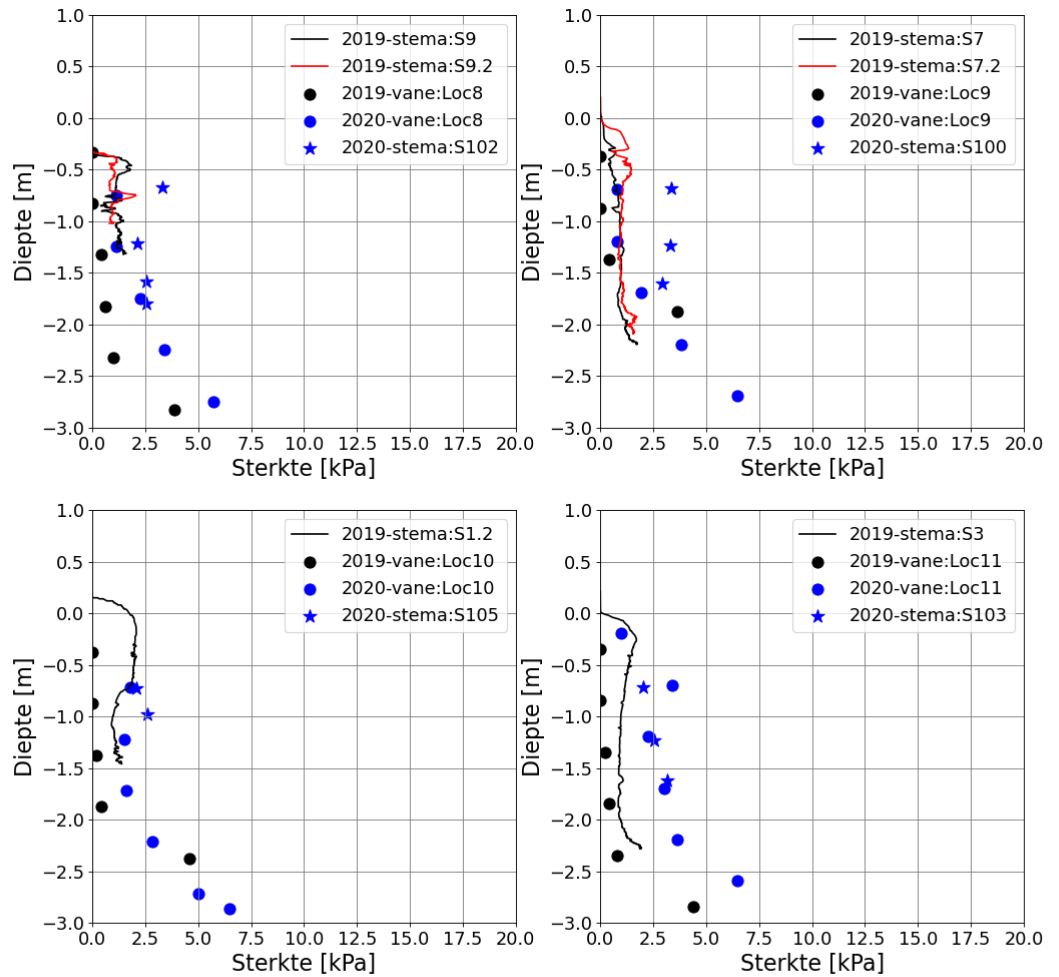 1.0
0.5
0.0
−0.5
−1.0
−1.5
−2.0
−2.5
−3.0
Diepte [m]
0.0 2.5 5.0 7.5 10.0 12.5 15.0 17.5 20.0
Sterkte [kPa]
2019-stema:S9
2019-stema:S9.2
2019-vane:Loc8
2020-vane:Loc8
2020-stema:S102
1.0
0.5
0.0
−0.5
−1.0
−1.5
−2.0
−2.5
−3.0
Diepte [m]
0.0 2.5 5.0 7.5 10.0 12.5 15.0 17.5 20.0
Sterkte [kPa]
2019-stema:S7
2019-stema:S7.2
2019-vane:Loc9
2020-vane:Loc9
2020-stema:S100
1.0
0.5
0.0
−0.5
−1.0
−1.5
−2.0
−2.5
−3.0
Diepte [m]
0.0 2.5 5.0 7.5 10.0 12.5 15.0 17.5 20.0
Sterkte [kPa]
2019-stema:S1.2
2019-vane:Loc10
2020-vane:Loc10
2020-stema:S105
1.0
0.5
0.0
−0.5
−1.0
−1.5
−2.0
−2.5
−3.0
Diepte [m]
0.0 2.5 5.0 7.5 10.0 12.5 15.0 17.5 20.0
Sterkte [kPa]
2019-stema:S3
2019-vane:Loc11
2020-vane:Loc11
2020-stema:S103